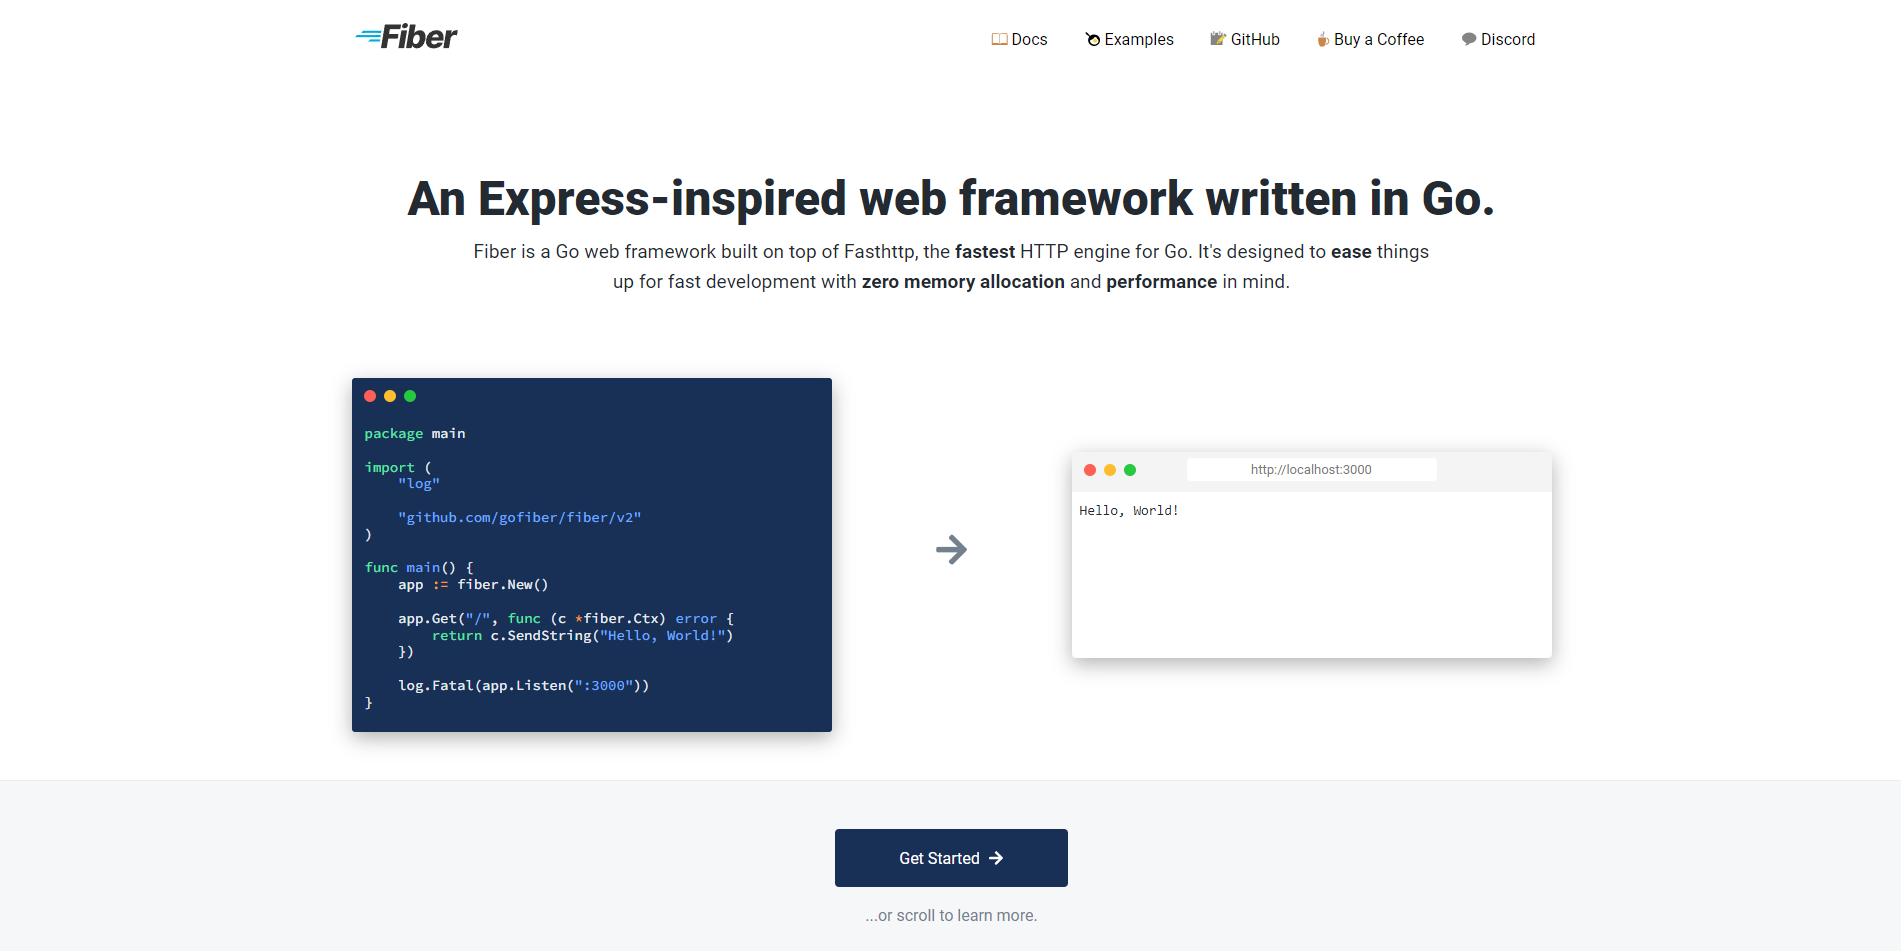 Fiber
📖 Docs
🍳 Examples
📝 GitHub
☕ Buy a Coffee
💬 Discord
An Express-inspired web framework written in Go.
Fiber is a Go web framework built on top of Fasthttp, the fastest HTTP engine for Go. It's designed to ease things
up for fast development with zero memory allocation and performance in mind.
package main
import (
    "log"
    "github.com/gofiber/fiber/v2"
)
func main() {
    app := fiber.New()
    app.Get("/", func (c *fiber.Ctx) error {
        return c.SendString("Hello, World!")
    })
    log.Fatal(app.Listen(":3000"))
}
http://localhost:3000
Hello, World!
Get Started →
...or scroll to learn more.